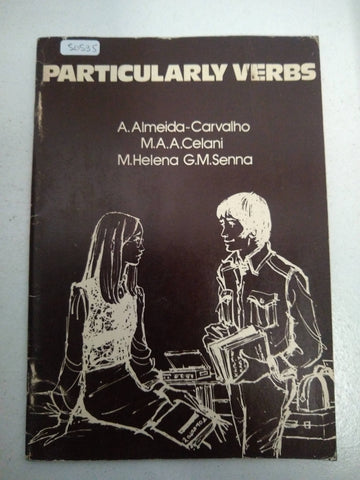 50535
PARTICULARLY VERBS
A.Almeida-Carvalho
M.A.A.Celani
M.Helena G.M.Senna